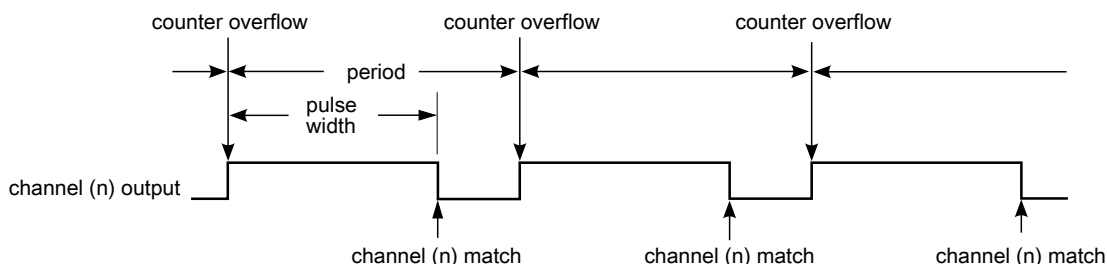 counter overflow
counter overflow
counter overflow
period
pulse
width
channel (n) output
channel (n) match
channel (n) match
channel (n) match